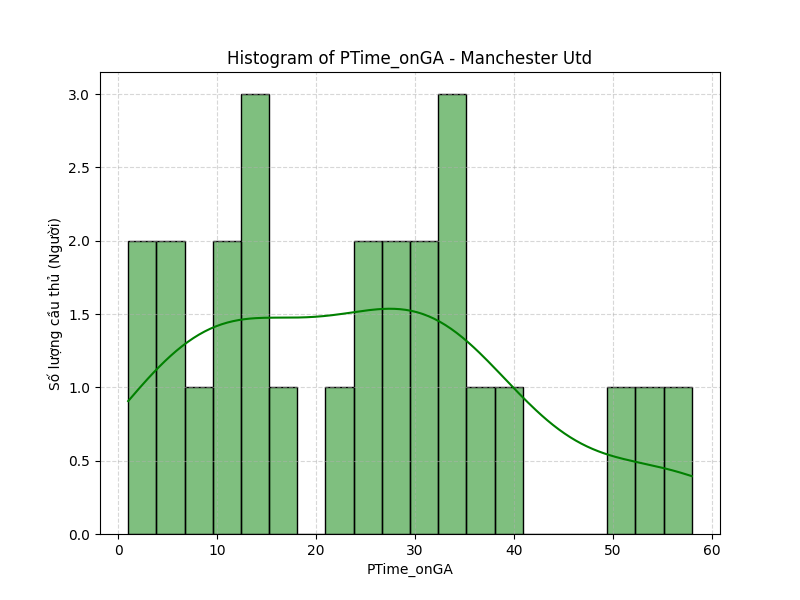 Histogram of PTime_onGA - Manchester Utd
Số lượng cầu thủ (Người)
3.0
2.5
2.0
1.5
1.0
0.5
0.0
0 10 20 30 40 50 60
PTime_onGA